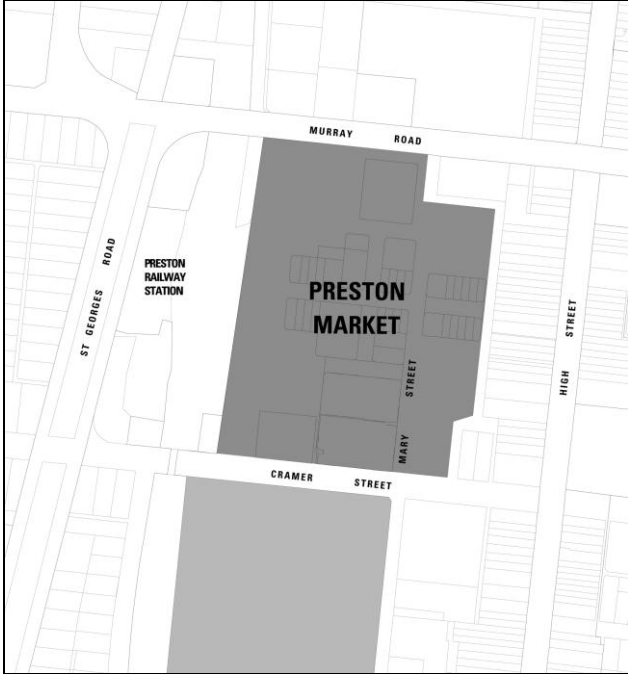 MURRAY ROAD
ST GEORGES ROAD
PRESTON
RAILWAY
STATION
PRESTON
MARKET
MARY STREET
HIGH STREET
CRAMER STREET